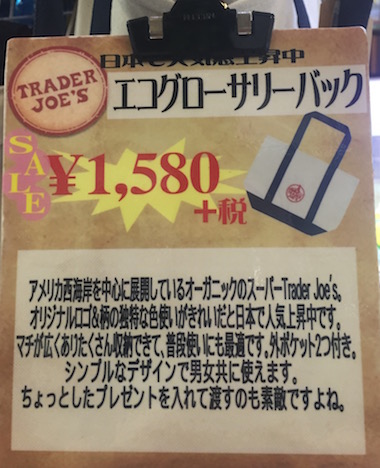 日本で人気急上昇中
TRADER
JOE'S
エコグローサリーバック
SALE
¥1,580
+税
アメリカ西海岸を中心に展開しているオーガニックのスーパーTrader Joe's。
オリジナルロゴ&柄の独特な色使いがきれいだと日本で人気上昇中です。
マチが広くありたくさん収納できて、普段使いにも最適です。外ポケット2つ付き。
シンプルなデザインで男女共に使えます。
ちょっとしたプレゼントを入れて渡すのも素敵ですよね。